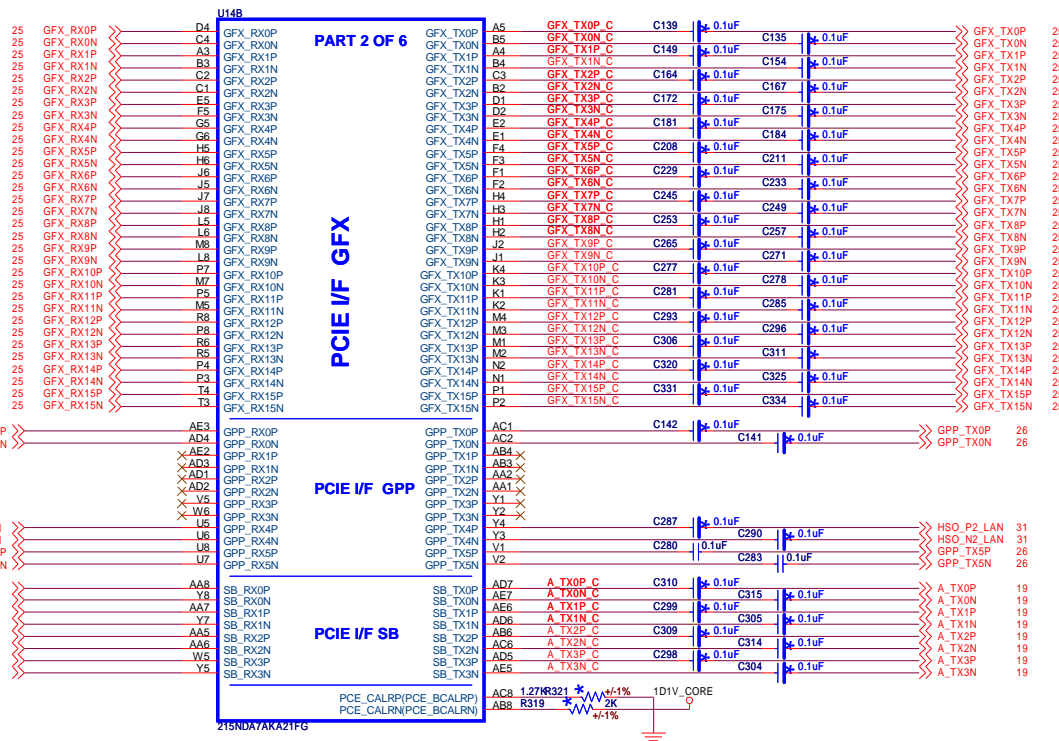 U14B
PART 2 OF 6
25 GFX_RX0P D4 GFX_RX0P GFX_TX0P A5 GFX_TX0P_C C139 0.1uF GFX_TX0P
25 GFX_RX0N C4 GFX_RX0N GFX_TX0N B5 GFX_TX0N_C C135 0.1uF GFX_TX0N
25 GFX_RX1P A3 GFX_RX1P GFX_TX1P A4 GFX_TX1P_C C149 0.1uF GFX_TX1P
25 GFX_RX1N B3 GFX_RX1N GFX_TX1N B4 GFX_TX1N_C C154 0.1uF GFX_TX1N
25 GFX_RX2P C2 GFX_RX2P GFX_TX2P C3 GFX_TX2P_C C164 0.1uF GFX_TX2P
25 GFX_RX2N C1 GFX_RX2N GFX_TX2N B2 GFX_TX2N_C C167 0.1uF GFX_TX2N
25 GFX_RX3P E5 GFX_RX3P GFX_TX3P D1 GFX_TX3P_C C172 0.1uF GFX_TX3P
25 GFX_RX3N F5 GFX_RX3N GFX_TX3N D2 GFX_TX3N_C C175 0.1uF GFX_TX3N
25 GFX_RX4P G5 GFX_RX4P GFX_TX4P E2 GFX_TX4P_C C181 0.1uF GFX_TX4P
25 GFX_RX4N G6 GFX_RX4N GFX_TX4N E1 GFX_TX4N_C C184 0.1uF GFX_TX4N
25 GFX_RX5P H5 GFX_RX5P GFX_TX5P F4 GFX_TX5P_C C208 0.1uF GFX_TX5P
25 GFX_RX5N H6 GFX_RX5N GFX_TX5N F3 GFX_TX5N_C C211 0.1uF GFX_TX5N
25 GFX_RX6P J6 GFX_RX6P GFX_TX6P F1 GFX_TX6P_C C229 0.1uF GFX_TX6P
25 GFX_RX6N J5 GFX_RX6N GFX_TX6N F2 GFX_TX6N_C C233 0.1uF GFX_TX6N
25 GFX_RX7P J7 GFX_RX7P GFX_TX7P H4 GFX_TX7P_C C245 0.1uF GFX_TX7P
25 GFX_RX7N J8 GFX_RX7N GFX_TX7N H3 GFX_TX7N_C C249 0.1uF GFX_TX7N
25 GFX_RX8P L5 GFX_RX8P GFX_TX8P H1 GFX_TX8P_C C253 0.1uF GFX_TX8P
25 GFX_RX8N L6 GFX_RX8N GFX_TX8N H2 GFX_TX8N_C C257 0.1uF GFX_TX8N
25 GFX_RX9P M8 GFX_RX9P GFX_TX9P J2 GFX_TX9P_C C265 0.1uF GFX_TX9P
25 GFX_RX9N L8 GFX_RX9N GFX_TX9N J1 GFX_TX9N_C C271 0.1uF GFX_TX9N
25 GFX_RX10P P7 GFX_RX10P GFX_TX10P K4 GFX_TX10P_C C277 0.1uF GFX_TX10P
25 GFX_RX10N M7 GFX_RX10N GFX_TX10N K3 GFX_TX10N_C C278 0.1uF GFX_TX10N
25 GFX_RX11P P5 GFX_RX11P GFX_TX11P K1 GFX_TX11P_C C281 0.1uF GFX_TX11P
25 GFX_RX11N M5 GFX_RX11N GFX_TX11N K2 GFX_TX11N_C C285 0.1uF GFX_TX11N
25 GFX_RX12P R8 GFX_RX12P GFX_TX12P M4 GFX_TX12P_C C293 0.1uF GFX_TX12P
25 GFX_RX12N P8 GFX_RX12N GFX_TX12N M3 GFX_TX12N_C C296 0.1uF GFX_TX12N
25 GFX_RX13P R6 GFX_RX13P GFX_TX13P M1 GFX_TX13P_C C306 0.1uF GFX_TX13P
25 GFX_RX13N R5 GFX_RX13N GFX_TX13N M2 GFX_TX13N_C C311 GFX_TX13N
25 GFX_RX14P P4 GFX_RX14P GFX_TX14P N2 GFX_TX14P_C C320 0.1uF GFX_TX14P
25 GFX_RX14N P3 GFX_RX14N GFX_TX14N N1 GFX_TX14N_C C325 0.1uF GFX_TX14N
25 GFX_RX15P T4 GFX_RX15P GFX_TX15P P1 GFX_TX15P_C C331 0.1uF GFX_TX15P
25 GFX_RX15N T3 GFX_RX15N GFX_TX15N P2 GFX_TX15N_C C334 0.1uF GFX_TX15N
PCIE I/F GFX
AE3 GPP_RX0P GPP_TX0P AC1 C142 0.1uF GPP_TX0P 26
AD4 GPP_RX0N GPP_TX0N AC2 C141 0.1uF GPP_TX0N 26
AE2 GPP_RX1P GPP_TX1P AB4
AD3 GPP_RX1N GPP_TX1N AB3
AD1 GPP_RX2P GPP_TX2P AA2
AD2 GPP_RX2N PCIE I/F GPP GPP_TX2N AA1
V5 GPP_RX3P GPP_TX3P Y1
W6 GPP_RX3N GPP_TX3N Y2
U5 GPP_RX4P GPP_TX4P Y4 C287 0.1uF HSO_P2_LAN 31
U6 GPP_RX4N GPP_TX4N Y3 C290 0.1uF HSO_N2_LAN 31
U8 GPP_RX5P GPP_TX5P V1 C280 0.1uF GPP_TX5P 26
U7 GPP_RX5N GPP_TX5N V2 C283 0.1uF GPP_TX5N 26
AA8 SB_RX0P SB_TX0P AD7 A_TX0P_C C310 0.1uF A_TX0P 19
Y8 SB_RX0N SB_TX0N AE7 A_TX0N_C C315 0.1uF A_TX0N 19
AA7 SB_RX1P SB_TX1P AE6 A_TX1P_C C299 0.1uF A_TX1P 19
Y7 SB_RX1N SB_TX1N AD6 A_TX1N_C C305 0.1uF A_TX1N 19
AA5 SB_RX2P PCIE I/F SB SB_TX2P AB6 A_TX2P_C C309 0.1uF A_TX2P 19
AA6 SB_RX2N SB_TX2N AC6 A_TX2N_C C314 0.1uF A_TX2N 19
W5 SB_RX3P SB_TX3P AD5 A_TX3P_C C298 0.1uF A_TX3P 19
Y5 SB_RX3N SB_TX3N AE5 A_TX3N_C C304 0.1uF A_TX3N 19
PCE_CALRP(PCE_BCALRP) AC8 1.27K R321 +/-1% 1D1V_CORE
PCE_CALRN(PCE_BCALRN) AB8 R319 2K
+/-1%
215NDA7AKA21FG